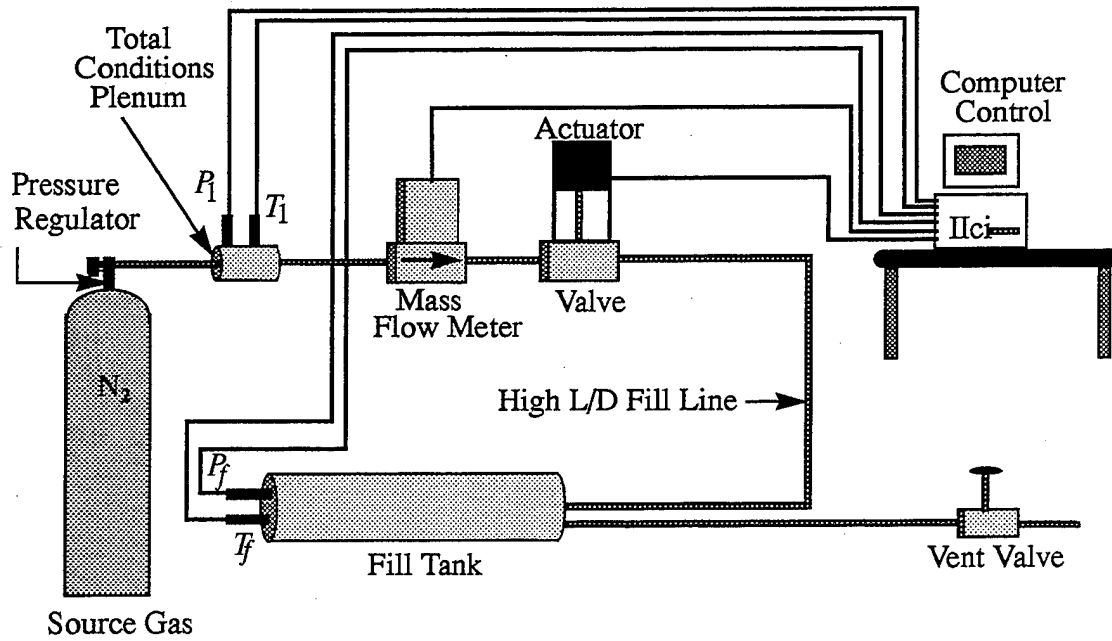 Total
Conditions
Plenum
Computer
Control
Actuator
P1
T1
Pressure
Regulator
IIci
Mass
Flow Meter
Valve
N2
High L/D Fill Line
Pf
Tf
Fill Tank
Vent Valve
Source Gas